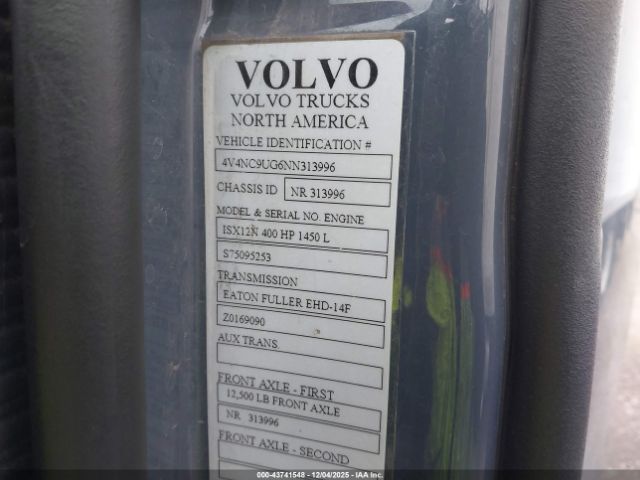 VOLVO
VOLVO TRUCKS
NORTH AMERICA
VEHICLE IDENTIFICATION #
4V4NC9UG6NN313996
CHASSIS ID NR 313996
MODEL & SERIAL NO. ENGINE
ISX12N 400 HP 1450 L
S75095253
TRANSMISSION
EATON FULLER EHD-14F
Z0169090
AUX TRANS
FRONT AXLE - FIRST
12,500 LB FRONT AXLE
NR 313996
FRONT AXLE - SECOND
000-43741548 - 12/04/2025 - IAAI.COM